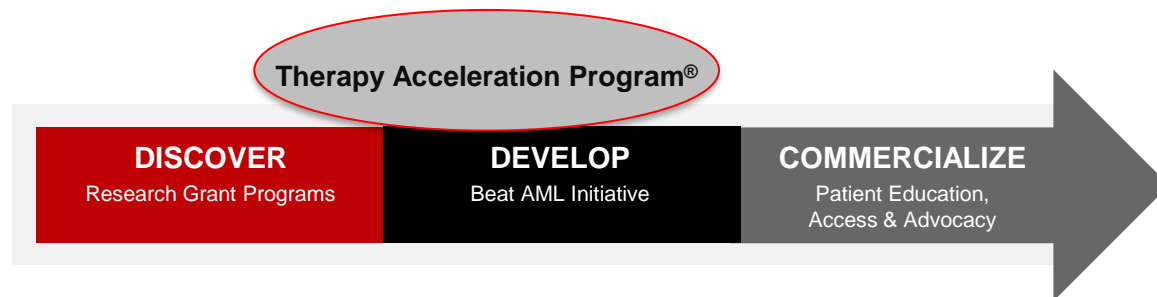 Therapy Acceleration Program®
DISCOVER
Research Grant Programs
DEVELOP
Beat AML Initiative
COMMERCIALIZE
Patient Education,
Access & Advocacy